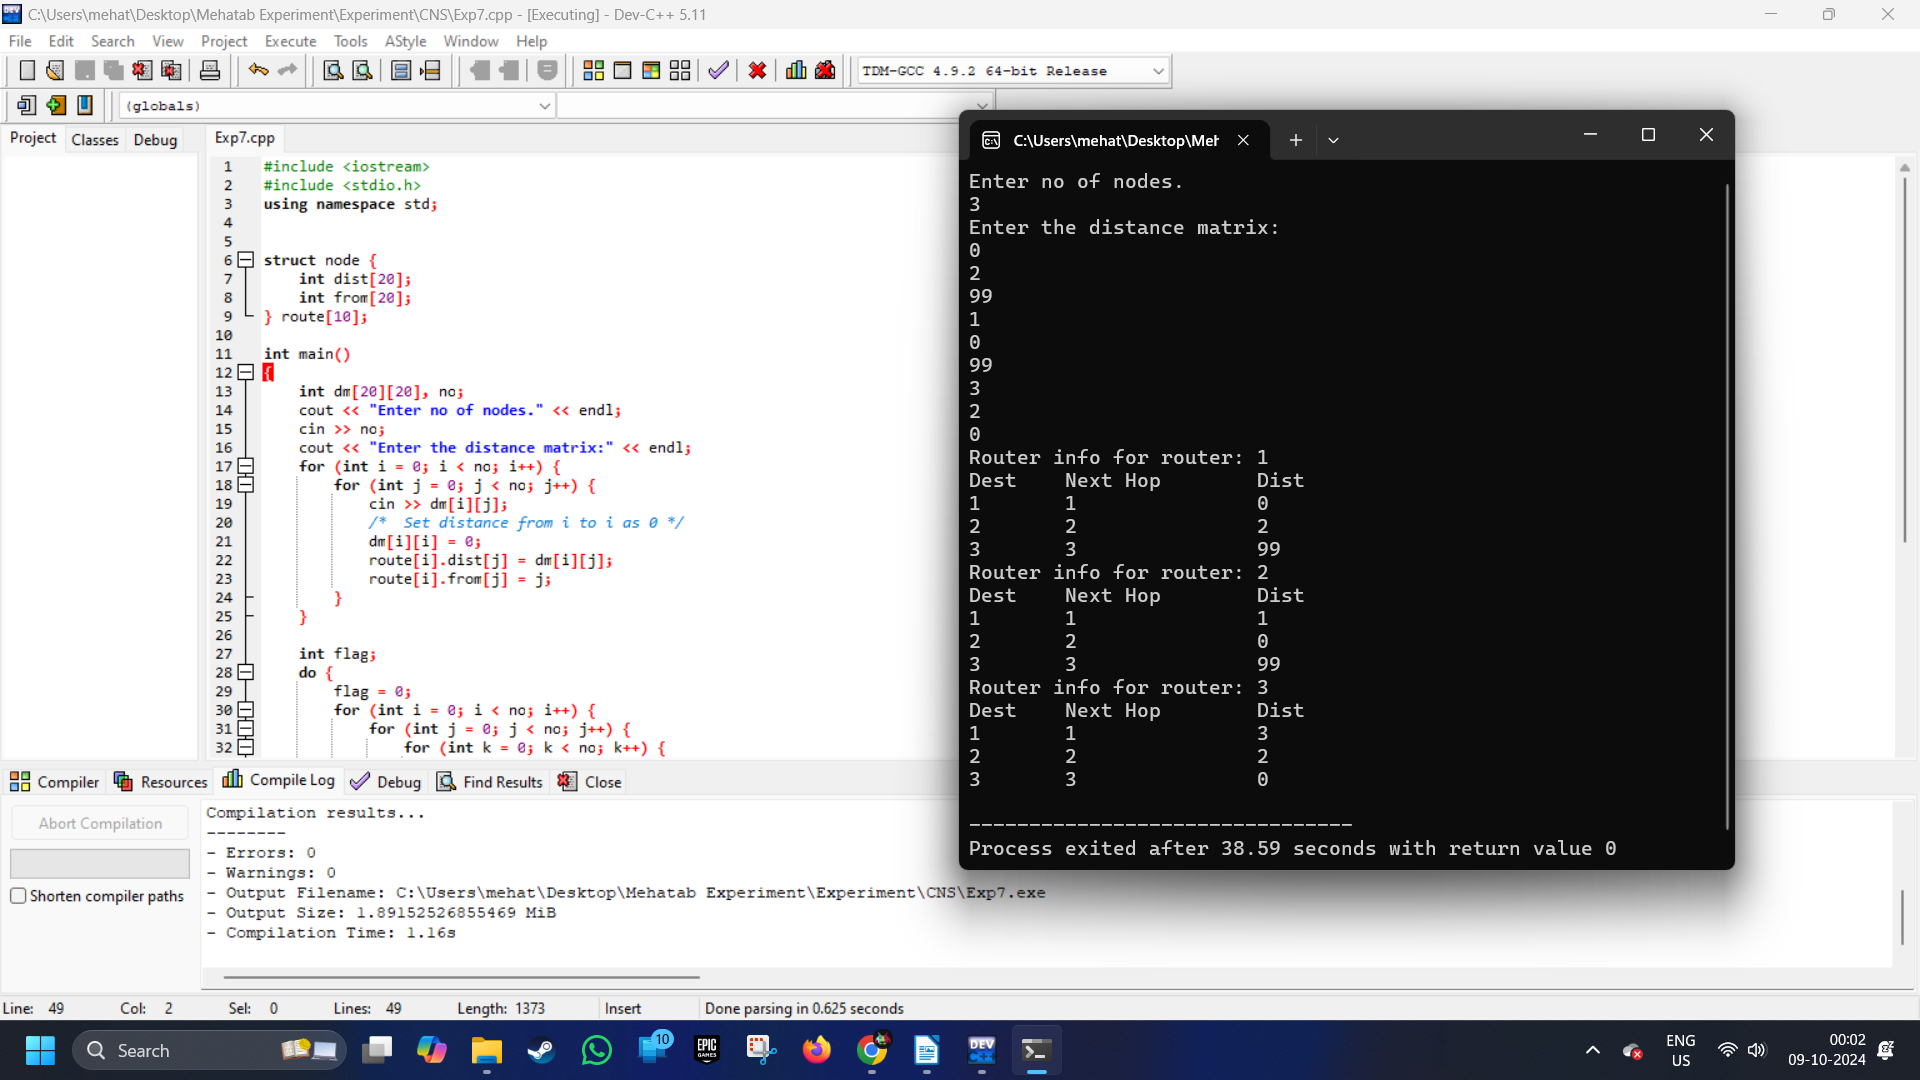 C:\Users\mehat\Desktop\Mehatab Experiment\Experiment\CNS\Exp7.cpp - [Executing] - Dev-C++ 5.11
File Edit Search View Project Execute Tools AStyle Window Help
TDM-GCC 4.9.2 64-bit Release
(globals)
Project Classes Debug
Exp7.cpp
1 #include <iostream>
2 #include <stdio.h>
3 using namespace std;
4
5
6 struct node {
7 int dist[20];
8 int from[20];
9 } route[10];
10
11 int main()
12 {
13 int dm[20][20], no;
14 cout << "Enter no of nodes." << endl;
15 cin >> no;
16 cout << "Enter the distance matrix:" << endl;
17 for (int i = 0; i < no; i++) {
18 for (int j = 0; j < no; j++) {
19 cin >> dm[i][j];
20 /* Set distance from i to i as 0 */
21 dm[i][i] = 0;
22 route[i].dist[j] = dm[i][j];
23 route[i].from[j] = j;
24 }
25 }
26
27 int flag;
28 do {
29 flag = 0;
30 for (int i = 0; i < no; i++) {
31 for (int j = 0; j < no; j++) {
32 for (int k = 0; k < no; k++) {
C:\Users\mehat\Desktop\Meh
Enter no of nodes.
3
Enter the distance matrix:
0
2
99
1
0
99
3
2
0
Router info for router: 1
Dest Next Hop Dist
1 1 0
2 2 2
3 3 99
Router info for router: 2
Dest Next Hop Dist
1 1 1
2 2 0
3 3 99
Router info for router: 3
Dest Next Hop Dist
1 1 3
2 2 2
3 3 0
--------------------------------
Process exited after 38.59 seconds with return value 0
Compiler Resources Compile Log Debug Find Results Close
Abort Compilation
Shorten compiler paths
Compilation results...
--------
- Errors: 0
- Warnings: 0
- Output Filename: C:\Users\mehat\Desktop\Mehatab Experiment\Experiment\CNS\Exp7.exe
- Output Size: 1.89152526855469 MiB
- Compilation Time: 1.16s
Line: 49 Col: 2 Sel: 0 Lines: 49 Length: 1373 Insert Done parsing in 0.625 seconds
Search
10
EPIC GAMES
DEV C++
ENG
US
00:02
09-10-2024